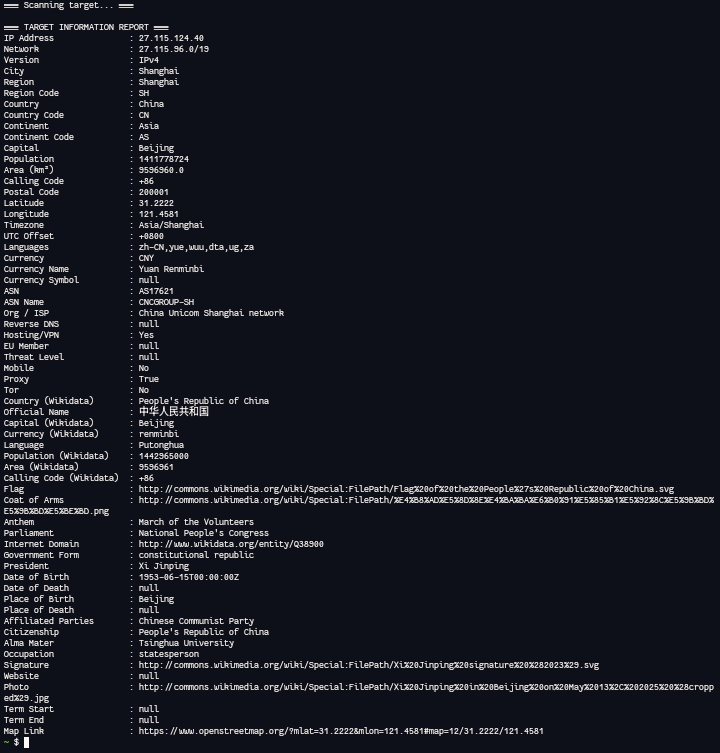 === Scanning target... ===
=== TARGET INFORMATION REPORT ===
IP Address : 27.115.124.40
Network : 27.115.96.0/19
Version : IPv4
City : Shanghai
Region : Shanghai
Region Code : SH
Country : China
Country Code : CN
Continent : Asia
Continent Code : AS
Capital : Beijing
Population : 1411778724
Area (km²) : 9596960.0
Calling Code : +86
Postal Code : 200001
Latitude : 31.2222
Longitude : 121.4581
Timezone : Asia/Shanghai
UTC Offset : +0800
Languages : zh-CN,yue,wuu,dta,ug,za
Currency : CNY
Currency Name : Yuan Renminbi
Currency Symbol : null
ASN : AS17621
ASN Name : CNCGROUP-SH
Org / ISP : China Unicom Shanghai network
Reverse DNS : null
Hosting/VPN : Yes
EU Member : null
Threat Level : null
Mobile : No
Proxy : True
Tor : No
Country (Wikidata) : People's Republic of China
Official Name : 中华人民共和国
Capital (Wikidata) : Beijing
Currency (Wikidata) : renminbi
Language : Putonghua
Population (Wikidata) : 1442965000
Area (Wikidata) : 9596961
Calling Code (Wikidata) : +86
Flag : http://commons.wikimedia.org/wiki/Special:FilePath/Flag%20of%20the%20People%27s%20Republic%20of%20China.svg
Coat of Arms : http://commons.wikimedia.org/wiki/Special:FilePath/%E4%B8%AD%E5%8D%8E%E4%BA%BA%E6%B0%91%E5%85%B1%E5%92%8C%E5%9B%BD%
E5%9B%BD%E5%BE%BD.png
Anthem : March of the Volunteers
Parliament : National People's Congress
Internet Domain : http://www.wikidata.org/entity/Q38900
Government Form : constitutional republic
President : Xi Jinping
Date of Birth : 1953-06-15T00:00:00Z
Date of Death : null
Place of Birth : Beijing
Place of Death : null
Affiliated Parties : Chinese Communist Party
Citizenship : People's Republic of China
Alma Mater : Tsinghua University
Occupation : statesperson
Signature : http://commons.wikimedia.org/wiki/Special:FilePath/Xi%20Jinping%20signature%20%282023%29.svg
Website : null
Photo : http://commons.wikimedia.org/wiki/Special:FilePath/Xi%20Jinping%20in%20Beijing%20on%20May%2013%2C%202025%20%28cropp
ed%29.jpg
Term Start : null
Term End : null
Map Link : https://www.openstreetmap.org/?mlat=31.2222&mlon=121.4581#map=12/31.2222/121.4581
~ $